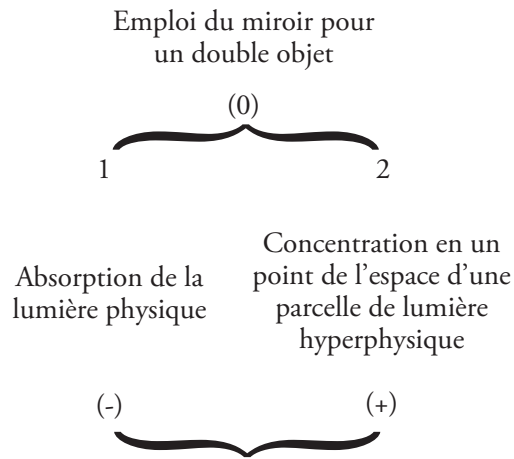 Emploi du miroir pour
un double objet
(0)
1 2
Absorption de la
lumière physique
Concentration en un
point de l'espace d'une
parcelle de lumière
hyperphysique
(-) (+)